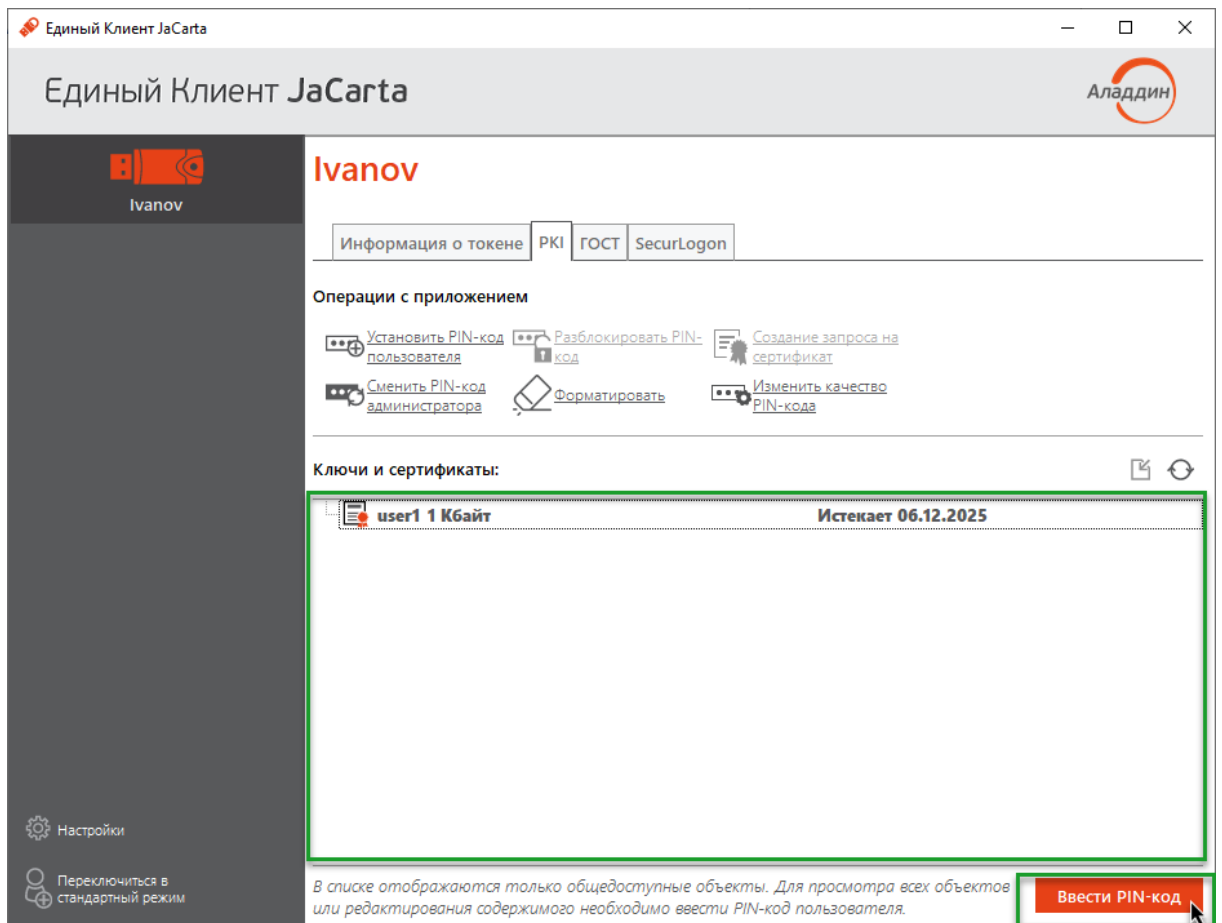 Единый Клиент JaCarta
Единый Клиент JaCarta
Аладдин
Ivanov
Ivanov
Информация о токене PKI ГОСТ SecurLogon
Операции с приложением
Установить PIN-код
пользователя
Разблокировать PIN-
код
Создание запроса на
сертификат
Сменить PIN-код
администратора
Форматировать
Изменить качество
PIN-кода
Ключи и сертификаты:
user1 1 Кбайт Истекает 06.12.2025
Настройки
Переключиться в
стандартный режим
В списке отображаются только общедоступные объекты. Для просмотра всех объектов
или редактирования содержимого необходимо ввести PIN-код пользователя.
Ввести PIN-код